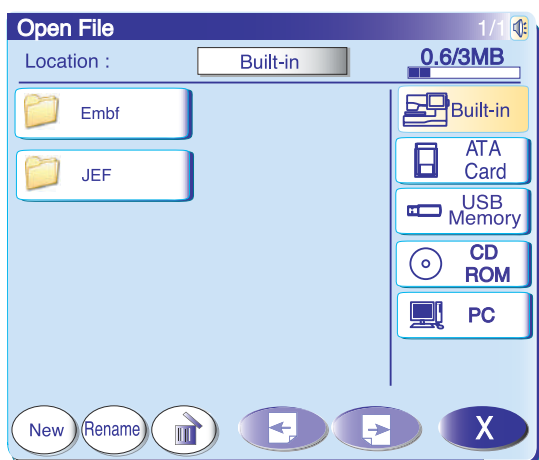 Open File 1/1
Location : Built-in 0.6/3MB
Embf
JEF
Built-in
ATA
Card
USB
Memory
CD
ROM
PC
New Rename X